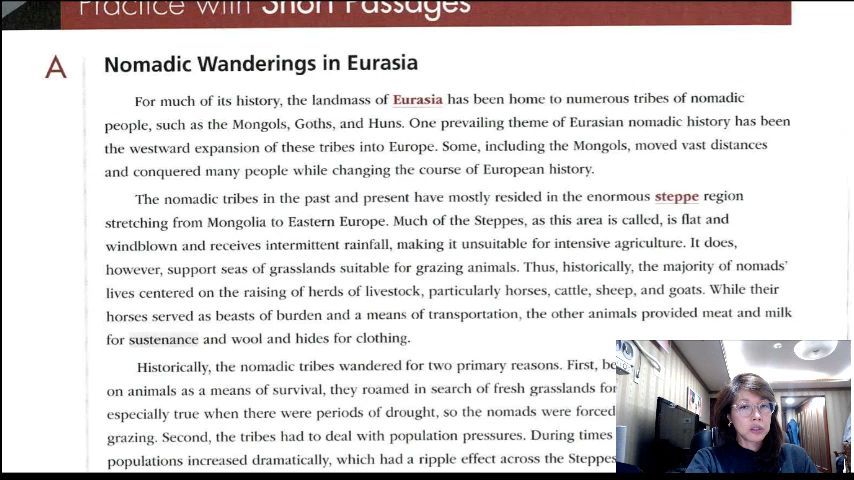 Practice with Short Passages
A
Nomadic Wanderings in Eurasia
For much of its history, the landmass of Eurasia has been home to numerous tribes of nomadic
people, such as the Mongols, Goths, and Huns. One prevailing theme of Eurasian nomadic history has been
the westward expansion of these tribes into Europe. Some, including the Mongols, moved vast distances
and conquered many people while changing the course of European history.
The nomadic tribes in the past and present have mostly resided in the enormous steppe region
stretching from Mongolia to Eastern Europe. Much of the Steppes, as this area is called, is flat and
windblown and receives intermittent rainfall, making it unsuitable for intensive agriculture. It does,
however, support seas of grasslands suitable for grazing animals. Thus, historically, the majority of nomads'
lives centered on the raising of herds of livestock, particularly horses, cattle, sheep, and goats. While their
horses served as beasts of burden and a means of transportation, the other animals provided meat and milk
for sustenance and wool and hides for clothing.
Historically, the nomadic tribes wandered for two primary reasons. First, be
on animals as a means of survival, they roamed in search of fresh grasslands for
especially true when there were periods of drought, so the nomads were forced
grazing. Second, the tribes had to deal with population pressures. During times
populations increased dramatically, which had a ripple effect across the Steppes